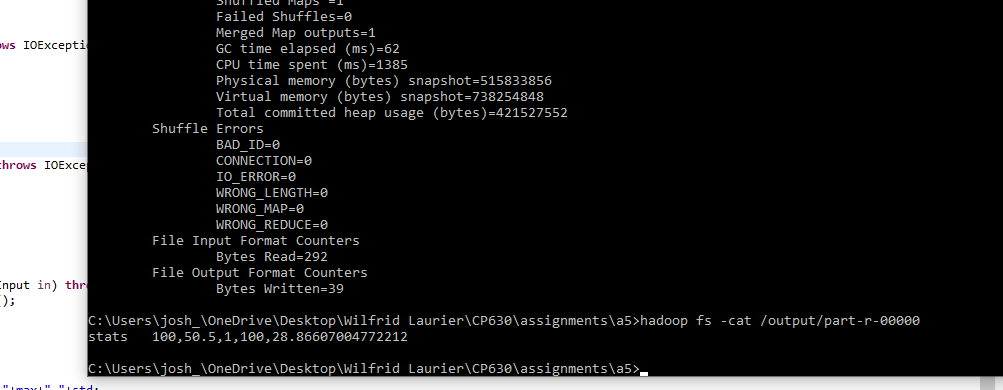 Shuffled Maps =1
Failed Shuffles=0
Merged Map outputs=1
ows IOExceptio
GC time elapsed (ms)=62
CPU time spent (ms)=1385
Physical memory (bytes) snapshot=515833856
Virtual memory (bytes) snapshot=738254848
Total committed heap usage (bytes)=421527552
Shuffle Errors
BAD_ID=0
throws IOExcep
CONNECTION=0
IO_ERROR=0
WRONG_LENGTH=0
WRONG_MAP=0
WRONG_REDUCE=0
File Input Format Counters
Bytes Read=292
File Output Format Counters
nput in) thro
Bytes Written=39
();
C:\Users\josh_\OneDrive\Desktop\Wilfrid Laurier\CP630\assignments\a5>hadoop fs -cat /output/part-r-00000
stats 100,50.5,1,100,28.86607004772212
C:\Users\josh_\OneDrive\Desktop\Wilfrid Laurier\CP630\assignments\a5>
"+max+","+std;